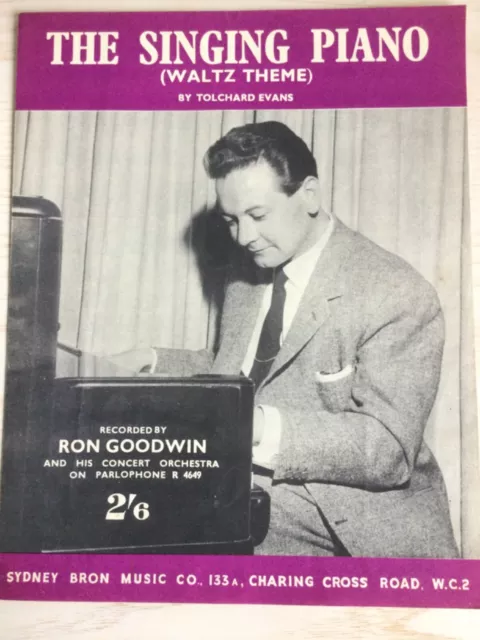 THE SINGING PIANO
(WALTZ THEME)
BY TOLCHARD EVANS
RECORDED BY
RON GOODWIN
AND HIS CONCERT ORCHESTRA
ON PARLOPHONE R 4649
2/6
SYDNEY BRON MUSIC CO., 133A, CHARING CROSS ROAD, W.C.2